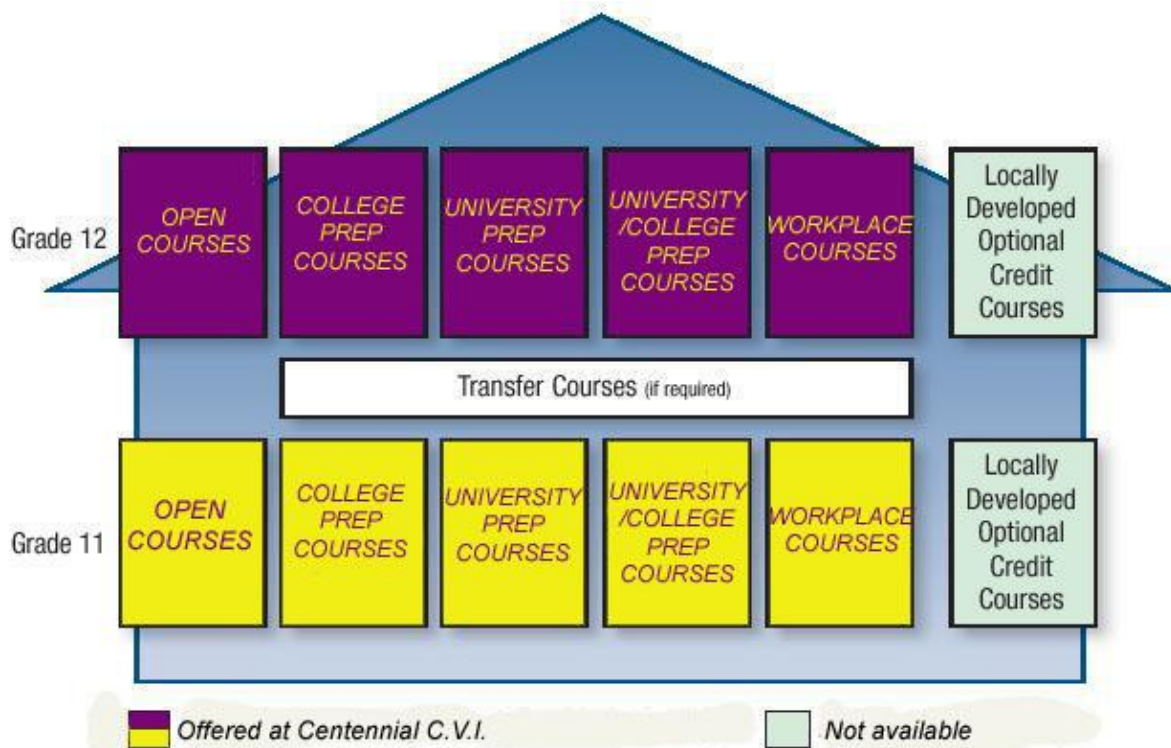 Grade 12
OPEN
COURSES
COLLEGE
PREP
COURSES
UNIVERSITY
PREP
COURSES
UNIVERSITY
/COLLEGE
PREP
COURSES
WORKPLACE
COURSES
Locally
Developed
Optional
Credit
Courses
Transfer Courses (if required)
Grade 11
OPEN
COURSES
COLLEGE
PREP
COURSES
UNIVERSITY
PREP
COURSES
UNIVERSITY
/COLLEGE
PREP
COURSES
WORKPLACE
COURSES
Locally
Developed
Optional
Credit
Courses
Offered at Centennial C.V.I.
Not available